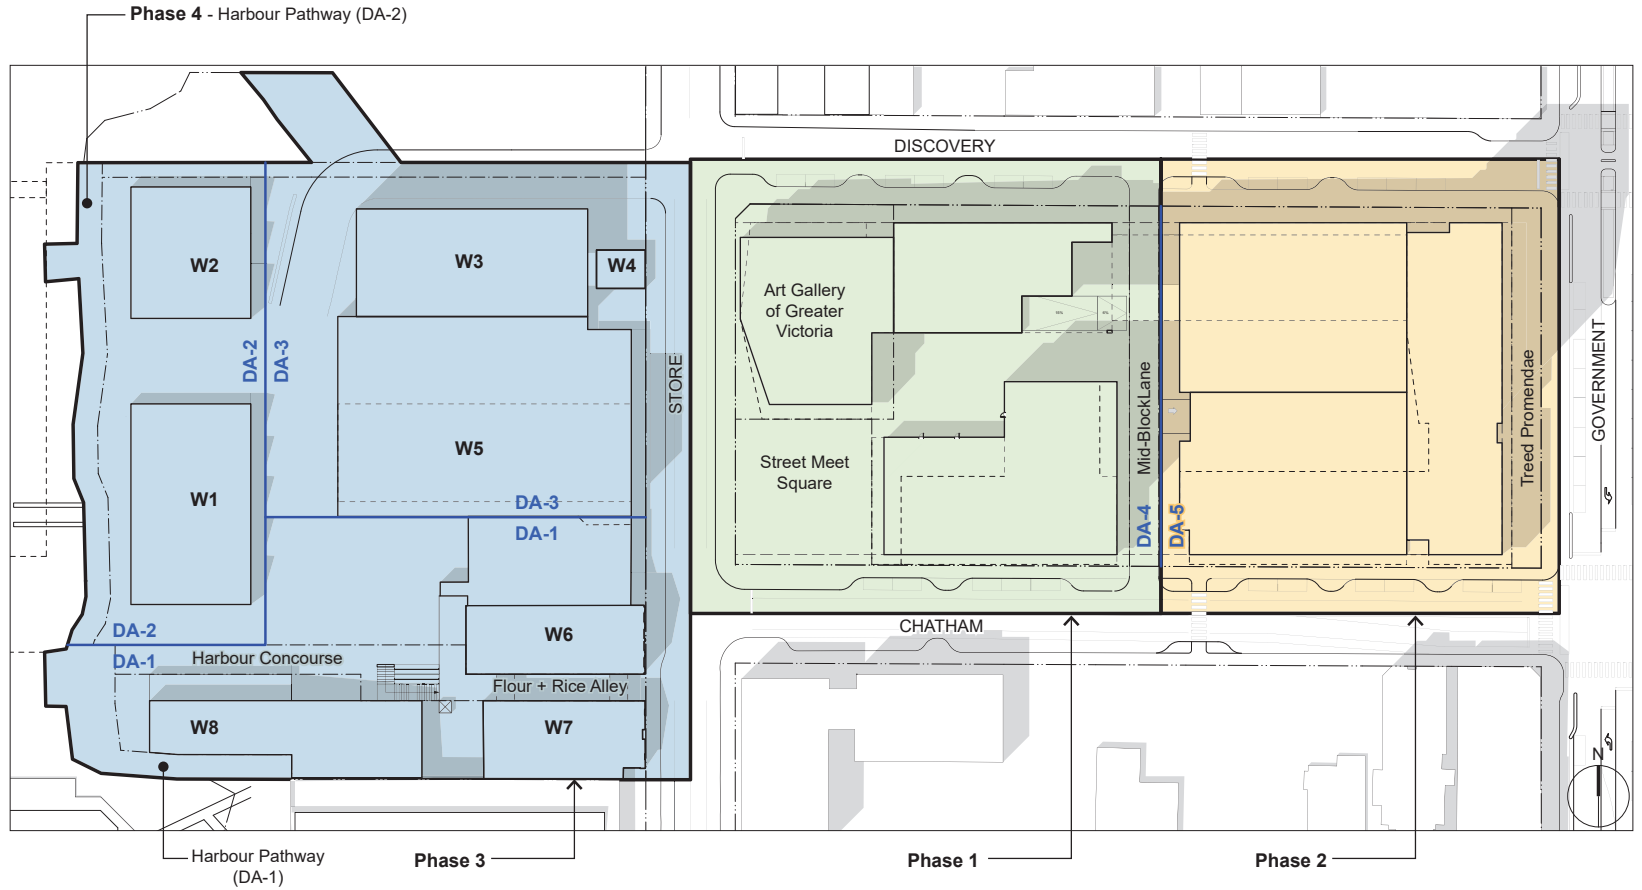 Phase 4 - Harbour Pathway (DA-2)
DISCOVERY
W2
W3
W4
Art Gallery
of Greater
Victoria
DA-2
DA-3
STORE
Mid-BlockLane
Treed Promendae
GOVERNMENT
W5
W1
Street Meet
Square
DA-3
DA-1
DA-4
DA-5
DA-2
DA-1
W6
CHATHAM
Harbour Concourse
Flour + Rice Alley
W8
W7
N
Harbour Pathway
(DA-1)
Phase 3
Phase 1
Phase 2